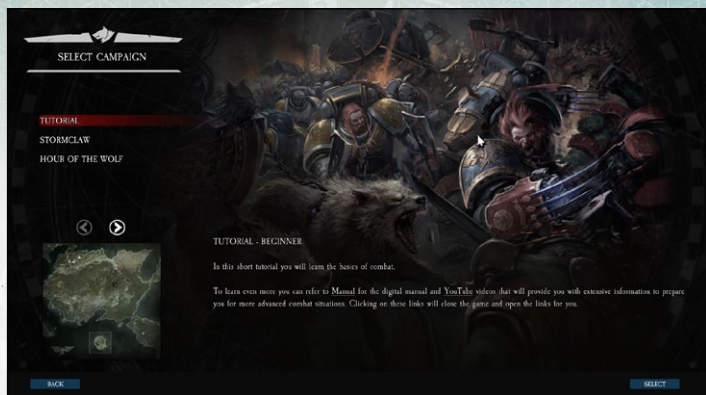 SELECT CAMPAIGN
TUTORIAL
STORMCLAW
HOUR OF THE WOLF
TUTORIAL - BEGINNER
In this short tutorial you will learn the basics of combat.
To learn even more you can refer to Manual for the digital manual and YouTube videos that will provide you with extensive information to prepare
you for more advanced combat situations. Clicking on these links will close the game and open the links for you.
BACK
SELECT